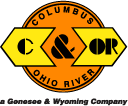 COLUMBUS
C & OR
OHIO RIVER
a Genesee & Wyoming Company